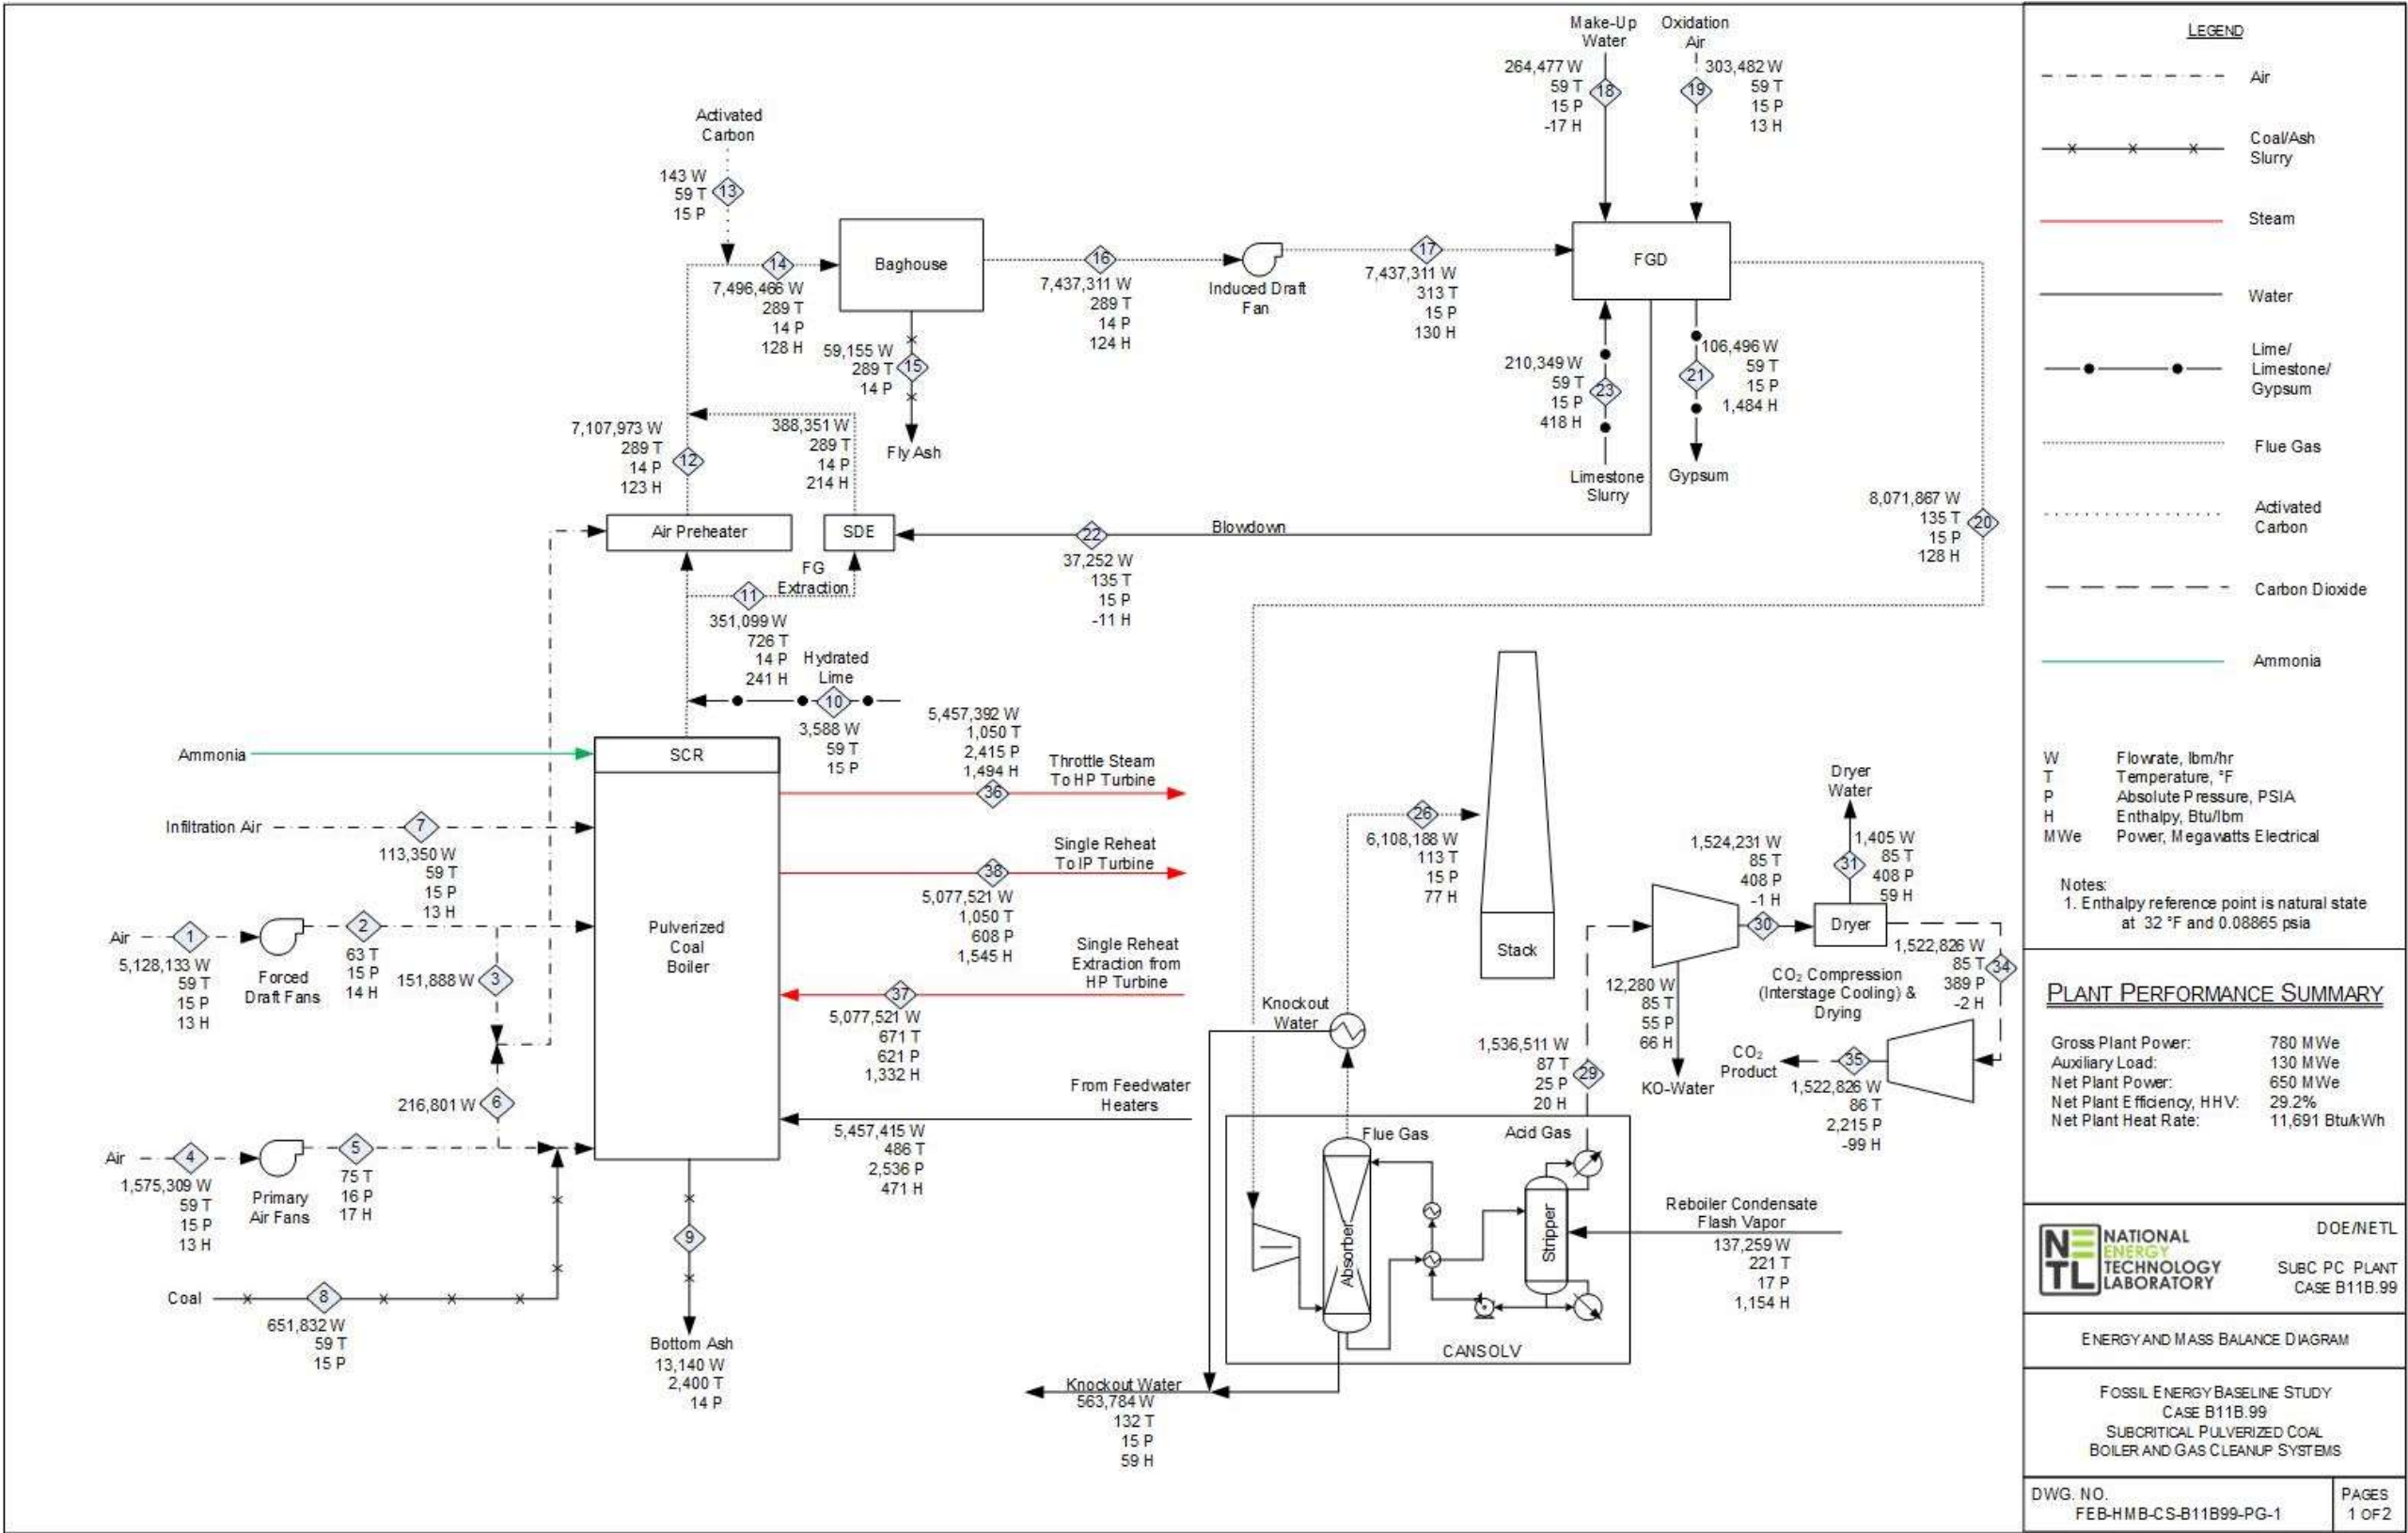 Make-Up
Water
264,477 W
59 T
15 P
-17 H
18
Oxidation
Air
303,482 W
59 T
15 P
13 H
19
Activated
Carbon
143 W
59 T
15 P
13
14
7,496,466 W
289 T
14 P
128 H
Baghouse
59,155 W
289 T
14 P
15
Fly Ash
16
7,437,311 W
289 T
14 P
124 H
Induced Draft
Fan
17
7,437,311 W
313 T
15 P
130 H
FGD
210,349 W
59 T
15 P
418 H
23
Limestone
Slurry
106,496 W
59 T
15 P
1,484 H
21
Gypsum
7,107,973 W
289 T
14 P
123 H
12
388,351 W
289 T
14 P
214 H
Air Preheater
SDE
22
Blowdown
37,252 W
135 T
15 P
-11 H
8,071,867 W
135 T
15 P
128 H
20
FG
Extraction
11
351,099 W
726 T
14 P
241 H
Hydrated
Lime
10
3,588 W
59 T
15 P
Ammonia
SCR
5,457,392 W
1,050 T
2,415 P
1,494 H
36
Throttle Steam
To HP Turbine
Infiltration Air
7
113,350 W
59 T
15 P
13 H
38
Single Reheat
To IP Turbine
5,077,521 W
1,050 T
608 P
1,545 H
Air
1
5,128,133 W
59 T
15 P
13 H
Forced
Draft Fans
2
63 T
15 P
14 H
151,888 W
3
Pulverized
Coal
Boiler
37
Single Reheat
Extraction from
HP Turbine
5,077,521 W
671 T
621 P
1,332 H
216,801 W
6
From Feedwater
Heaters
5,457,415 W
486 T
2,536 P
471 H
Air
4
1,575,309 W
59 T
15 P
13 H
Primary
Air Fans
5
75 T
16 P
17 H
Coal
8
651,832 W
59 T
15 P
9
Bottom Ash
13,140 W
2,400 T
14 P
26
6,108,188 W
113 T
15 P
77 H
Stack
Knockout
Water
Knockout Water
563,784 W
132 T
15 P
59 H
Flue Gas
Acid Gas
Absorber
Stripper
CANSOLV
1,536,511 W
87 T
25 P
20 H
29
Reboiler Condensate
Flash Vapor
137,259 W
221 T
17 P
1,154 H
1,524,231 W
85 T
408 P
-1 H
30
12,280 W
85 T
55 P
66 H
KO-Water
Dryer
Water
1,405 W
85 T
408 P
59 H
31
Dryer
CO₂ Compression
(Interstage Cooling) &
Drying
1,522,826 W
85 T
389 P
-2 H
34
CO₂
Product
35
1,522,826 W
86 T
2,215 P
-99 H
LEGEND
Air
Coal/Ash
Slurry
Steam
Water
Lime/
Limestone/
Gypsum
Flue Gas
Activated
Carbon
Carbon Dioxide
Ammonia
W Flowrate, lbm/hr
T Temperature, °F
P Absolute Pressure, PSIA
H Enthalpy, Btu/lbm
MWe Power, Megawatts Electrical
Notes:
1. Enthalpy reference point is natural state
at 32 °F and 0.08865 psia
PLANT PERFORMANCE SUMMARY
Gross Plant Power: 780 MWe
Auxiliary Load: 130 MWe
Net Plant Power: 650 MWe
Net Plant Efficiency, HHV: 29.2%
Net Plant Heat Rate: 11,691 Btu/kWh
NETL
NATIONAL
ENERGY
TECHNOLOGY
LABORATORY
DOE/NETL
SUBC PC PLANT
CASE B11B.99
ENERGY AND MASS BALANCE DIAGRAM
FOSSIL ENERGY BASELINE STUDY
CASE B11B.99
SUBCRITICAL PULVERIZED COAL
BOILER AND GAS CLEANUP SYSTEMS
DWG. NO.
FEB-HMB-CS-B11B99-PG-1
PAGES
1 OF 2